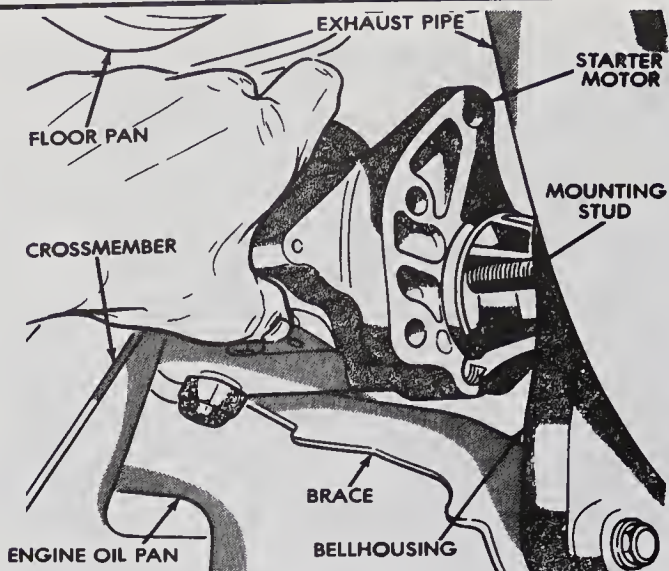 EXHAUST PIPE
STARTER
MOTOR
FLOOR PAN
MOUNTING
STUD
CROSSMEMBER
BRACE
ENGINE OIL PAN
BELLHOUSING